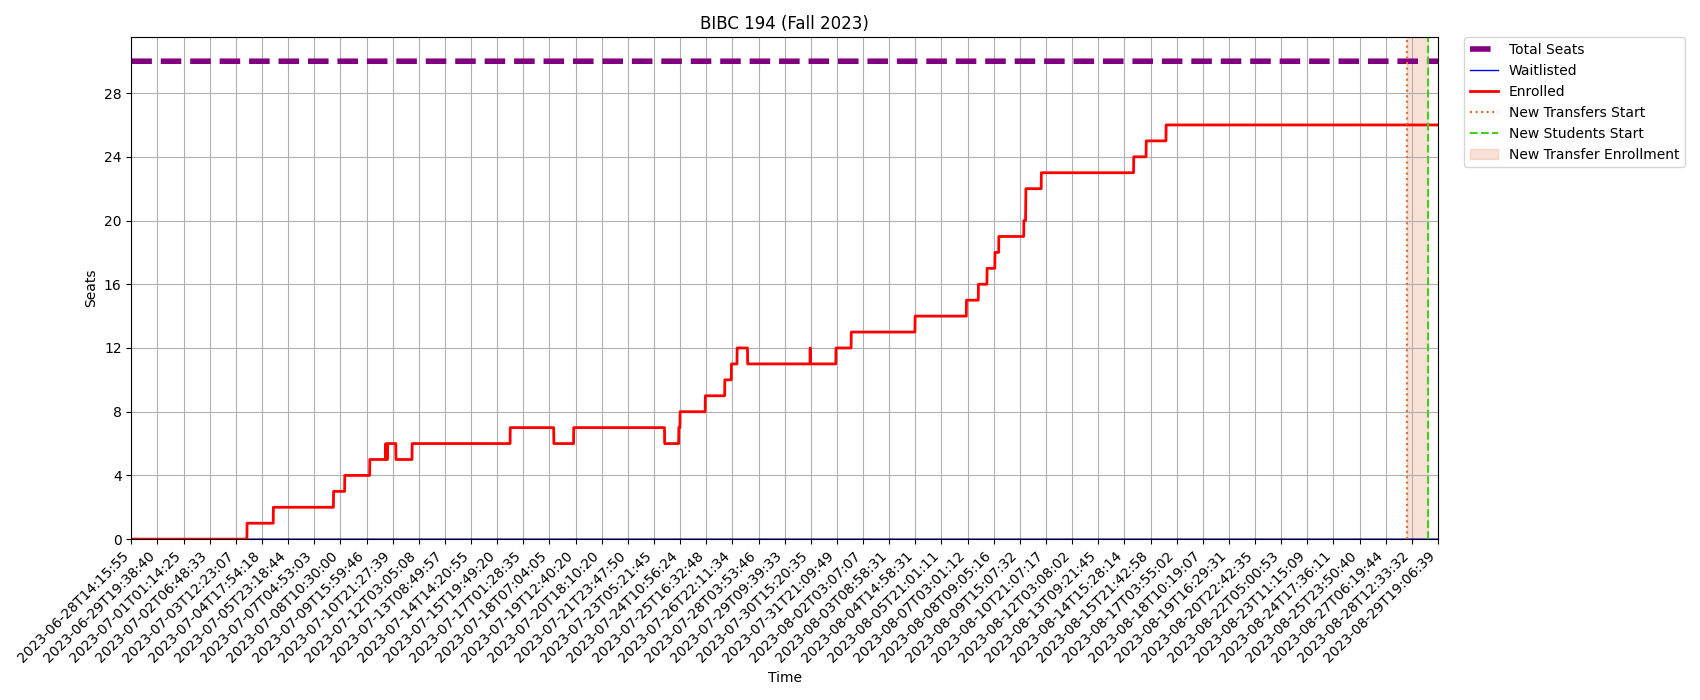 BIBC 194 (Fall 2023)
Total Seats
Waitlisted
Enrolled
New Transfers Start
New Students Start
New Transfer Enrollment
Seats
28
24
20
16
12
8
4
0
2023-06-28T14:15:55
2023-06-29T19:38:40
2023-07-01T01:14:25
2023-07-02T06:48:33
2023-07-03T12:23:07
2023-07-04T17:54:18
2023-07-05T23:18:44
2023-07-07T04:53:03
2023-07-08T10:30:00
2023-07-09T15:59:46
2023-07-10T21:27:39
2023-07-12T03:05:08
2023-07-13T08:49:57
2023-07-14T14:20:55
2023-07-15T19:49:20
2023-07-17T01:28:35
2023-07-18T07:04:05
2023-07-19T12:40:20
2023-07-20T18:10:20
2023-07-21T23:47:50
2023-07-23T05:21:45
2023-07-24T10:56:24
2023-07-25T16:32:48
2023-07-26T22:11:34
2023-07-28T03:53:46
2023-07-29T09:39:33
2023-07-30T15:20:35
2023-07-31T21:09:49
2023-08-02T03:07:07
2023-08-03T08:58:31
2023-08-04T14:58:31
2023-08-05T21:01:11
2023-08-07T03:01:12
2023-08-08T09:05:16
2023-08-09T15:07:32
2023-08-10T21:07:17
2023-08-12T03:08:02
2023-08-13T09:21:45
2023-08-14T15:28:14
2023-08-15T21:42:58
2023-08-17T03:55:02
2023-08-18T10:19:07
2023-08-19T16:29:31
2023-08-20T22:42:35
2023-08-22T05:00:53
2023-08-23T11:15:09
2023-08-24T17:36:11
2023-08-25T23:50:40
2023-08-27T06:19:44
2023-08-28T12:33:32
2023-08-29T19:06:39
Time